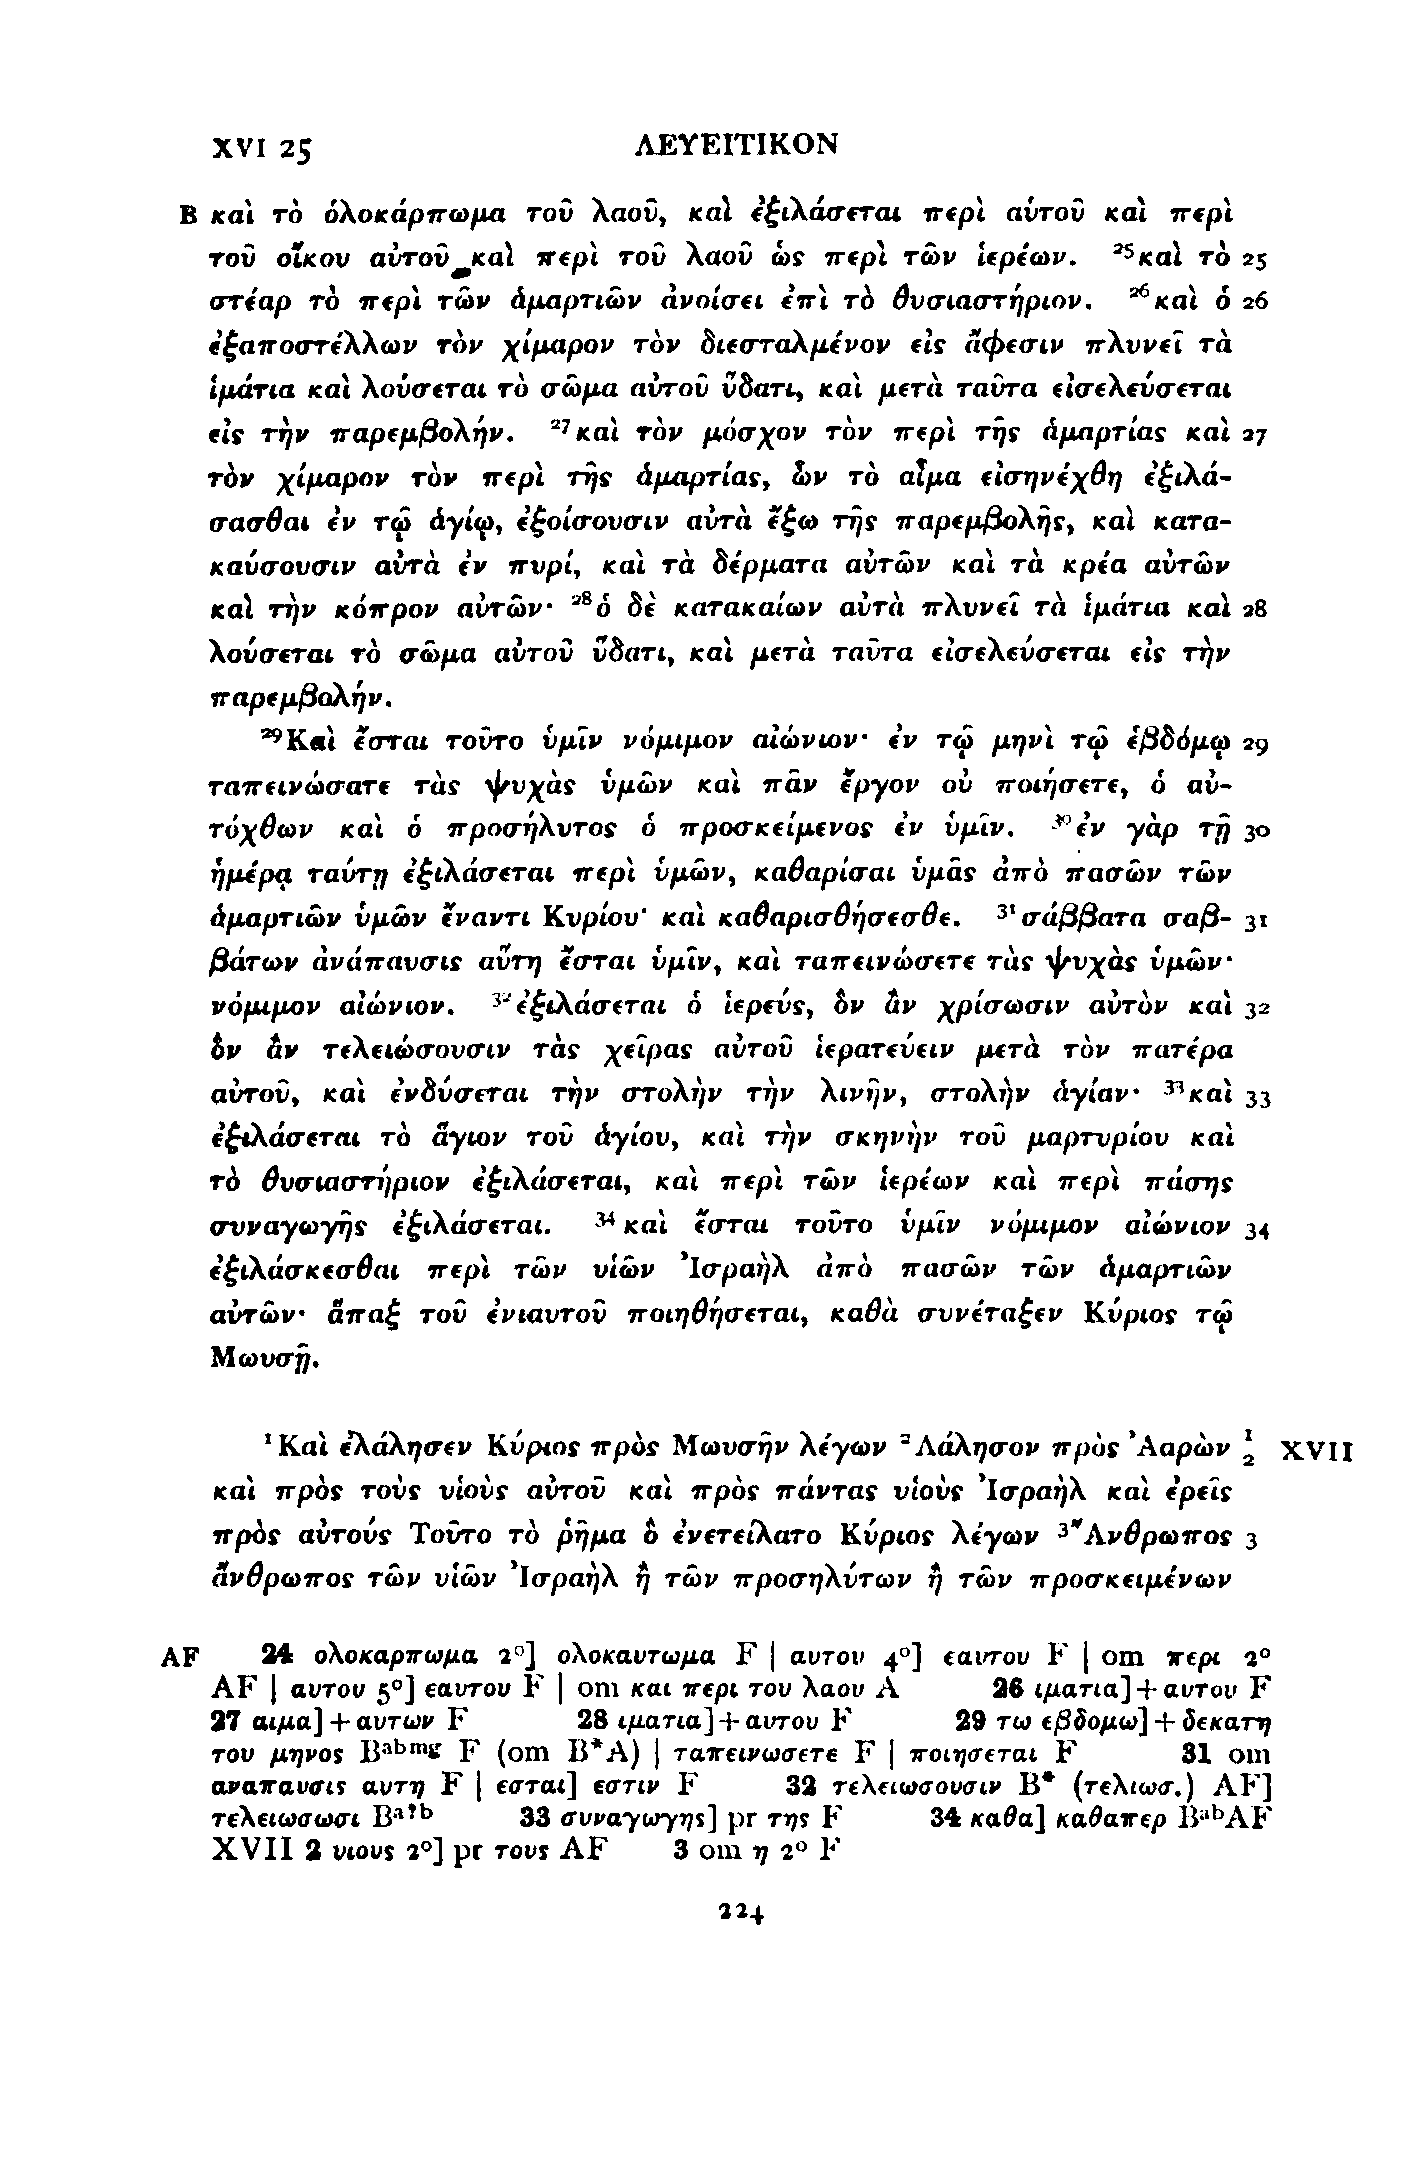 XVI 25 ΛΕΥΕΙΤΙΚΟΝ
B καὶ τὸ ὁλοκάρπωμα τοῦ λαοῦ, καὶ ἐξιλάσεται περὶ αὐτοῦ καὶ περὶ
τοῦ οἴκου αὐτοῦ καὶ περὶ τοῦ λαοῦ ὡς περὶ τῶν ἱερέων. ²⁵καὶ τὸ 25
στέαρ τὸ περὶ τῶν ἁμαρτιῶν ἀνοίσει ἐπὶ τὸ θυσιαστήριον. ²⁶καὶ ὁ 26
ἐξαποστέλλων τὸν χίμαρον τὸν διεσταλμένον εἰς ἄφεσιν πλυνεῖ τὰ
ἱμάτια καὶ λούσεται τὸ σῶμα αὐτοῦ ὕδατι, καὶ μετὰ ταῦτα εἰσελεύσεται
εἰς τὴν παρεμβολήν. ²⁷καὶ τὸν μόσχον τὸν περὶ τῆς ἁμαρτίας καὶ 27
τὸν χίμαρον τὸν περὶ τῆς ἁμαρτίας, ὧν τὸ αἷμα εἰσηνέχθη ἐξιλά-
σασθαι ἐν τῷ ἁγίῳ, ἐξοίσουσιν αὐτὰ ἔξω τῆς παρεμβολῆς, καὶ κατα-
καύσουσιν αὐτὰ ἐν πυρί, καὶ τὰ δέρματα αὐτῶν καὶ τὰ κρέα αὐτῶν
καὶ τὴν κόπρον αὐτῶν· ²⁸ὁ δὲ κατακαίων αὐτὰ πλυνεῖ τὰ ἱμάτια καὶ 28
λούσεται τὸ σῶμα αὐτοῦ ὕδατι, καὶ μετὰ ταῦτα εἰσελεύσεται εἰς τὴν
παρεμβολήν.
²⁹Καὶ ἔσται τοῦτο ὑμῖν νόμιμον αἰώνιον· ἐν τῷ μηνὶ τῷ ἑβδόμῳ 29
ταπεινώσατε τὰς ψυχὰς ὑμῶν καὶ πᾶν ἔργον οὐ ποιήσετε, ὁ αὐ-
τόχθων καὶ ὁ προσήλυτος ὁ προσκείμενος ἐν ὑμῖν. ³⁰ἐν γὰρ τῇ 30
ἡμέρᾳ ταύτῃ ἐξιλάσεται περὶ ὑμῶν, καθαρίσαι ὑμᾶς ἀπὸ πασῶν τῶν
ἁμαρτιῶν ὑμῶν ἔναντι Κυρίου· καὶ καθαρισθήσεσθε. ³¹σάββατα σαβ- 31
βάτων ἀνάπαυσις αὕτη ἔσται ὑμῖν, καὶ ταπεινώσετε τὰς ψυχὰς ὑμῶν·
νόμιμον αἰώνιον. ³²ἐξιλάσεται ὁ ἱερεύς, ὃν ἂν χρίσωσιν αὐτὸν καὶ 32
ὃν ἂν τελειώσουσιν τὰς χεῖρας αὐτοῦ ἱερατεύειν μετὰ τὸν πατέρα
αὐτοῦ, καὶ ἐνδύσεται τὴν στολὴν τὴν λινῆν, στολὴν ἁγίαν· ³³καὶ 33
ἐξιλάσεται τὸ ἅγιον τοῦ ἁγίου, καὶ τὴν σκηνὴν τοῦ μαρτυρίου καὶ
τὸ θυσιαστήριον ἐξιλάσεται, καὶ περὶ τῶν ἱερέων καὶ περὶ πάσης
συναγωγῆς ἐξιλάσεται. ³⁴καὶ ἔσται τοῦτο ὑμῖν νόμιμον αἰώνιον 34
ἐξιλάσκεσθαι περὶ τῶν υἱῶν Ἰσραὴλ ἀπὸ πασῶν τῶν ἁμαρτιῶν
αὐτῶν· ἅπαξ τοῦ ἐνιαυτοῦ ποιηθήσεται, καθὰ συνέταξεν Κύριος τῷ
Μωυσῇ.
¹Καὶ ἐλάλησεν Κύριος πρὸς Μωυσῆν λέγων ²Λάλησον πρὸς Ἀαρὼν 1 2 XVII
καὶ πρὸς τοὺς υἱοὺς αὐτοῦ καὶ πρὸς πάντας υἱοὺς Ἰσραὴλ καὶ ἐρεῖς
πρὸς αὐτούς Τοῦτο τὸ ῥῆμα ὃ ἐνετείλατο Κύριος λέγων ³Ἄνθρωπος 3
ἄνθρωπος τῶν υἱῶν Ἰσραὴλ ἢ τῶν προσηλύτων ἢ τῶν προσκειμένων
AF 24 ολοκαρπωμα 2⁰] ολοκαυτωμα F | αυτου 4⁰] εαυτου F | om περι 2⁰
AF | αυτου 5⁰] εαυτου F | om και περι του λαου A 26 ιματια]+αυτου F
27 αιμα]+αυτων F 28 ιματια]+αυτου F 29 τω εβδομω]+δεκατη
του μηνος Bᵃᵇᵐᵍ F (om B*A) | ταπεινωσετε F | ποιησεται F 31 om
αναπαυσις αυτη F | εσται] εστιν F 32 τελειωσουσιν B* (τελιωσ.) AF]
τελειωσωσι Bᵃ?ᵇ 33 συναγωγης] pr της F 34 καθα] καθαπερ BᵃᵇAF
XVII 2 υιους 2⁰] pr τους AF 3 om η 2⁰ F
224